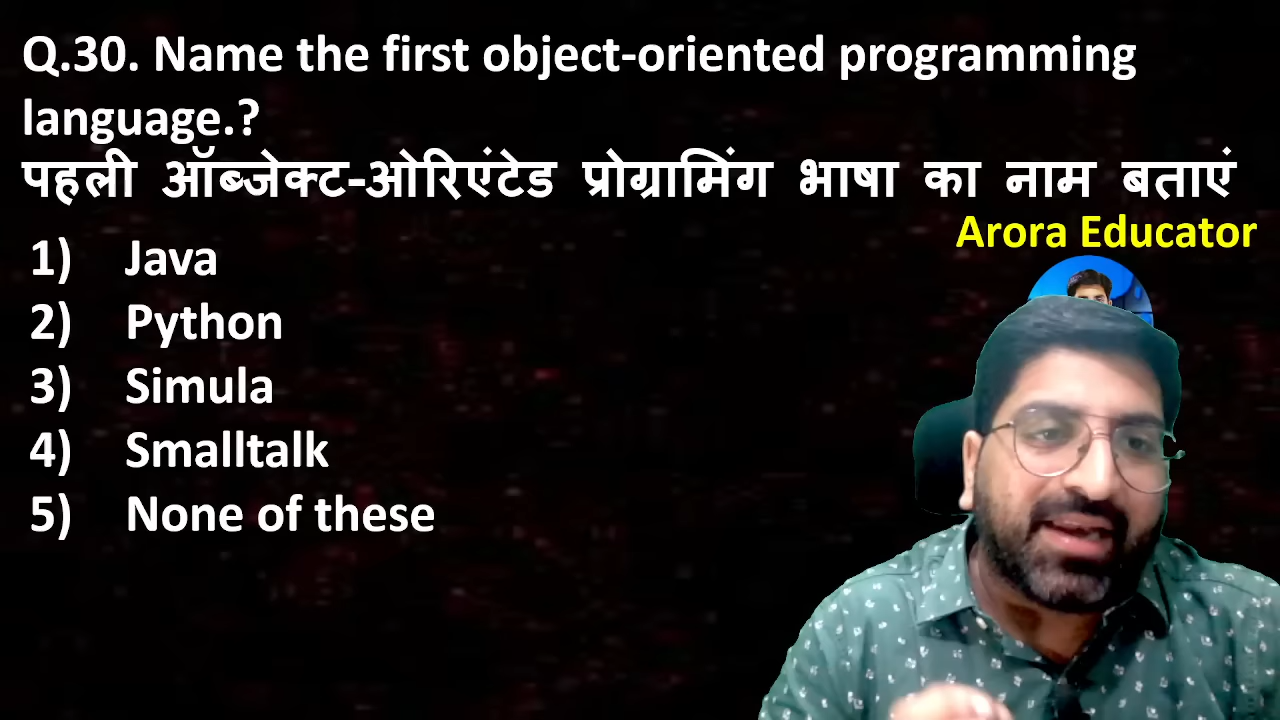 Q.30. Name the first object-oriented programming
language.?
पहली ऑब्जेक्ट-ओरिएंटेड प्रोग्रामिंग भाषा का नाम बताएं
Arora Educator
1) Java
2) Python
3) Simula
4) Smalltalk
5) None of these